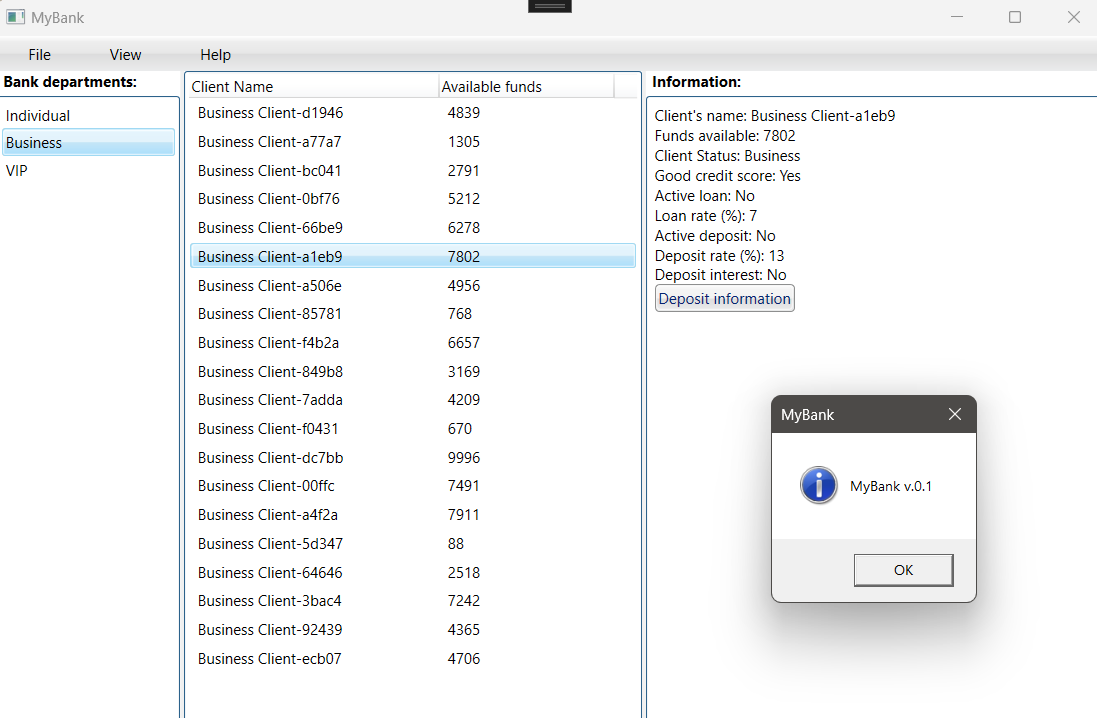 MyBank
File View Help
Bank departments:
Individual
Business
VIP
Client Name Available funds
Business Client-d1946 4839
Business Client-a77a7 1305
Business Client-bc041 2791
Business Client-0bf76 5212
Business Client-66be9 6278
Business Client-a1eb9 7802
Business Client-a506e 4956
Business Client-85781 768
Business Client-f4b2a 6657
Business Client-849b8 3169
Business Client-7adda 4209
Business Client-f0431 670
Business Client-dc7bb 9996
Business Client-00ffc 7491
Business Client-a4f2a 7911
Business Client-5d347 88
Business Client-64646 2518
Business Client-3bac4 7242
Business Client-92439 4365
Business Client-ecb07 4706
Information:
Client's name: Business Client-a1eb9
Funds available: 7802
Client Status: Business
Good credit score: Yes
Active loan: No
Loan rate (%): 7
Active deposit: No
Deposit rate (%): 13
Deposit interest: No
Deposit information
MyBank
MyBank v.0.1
OK